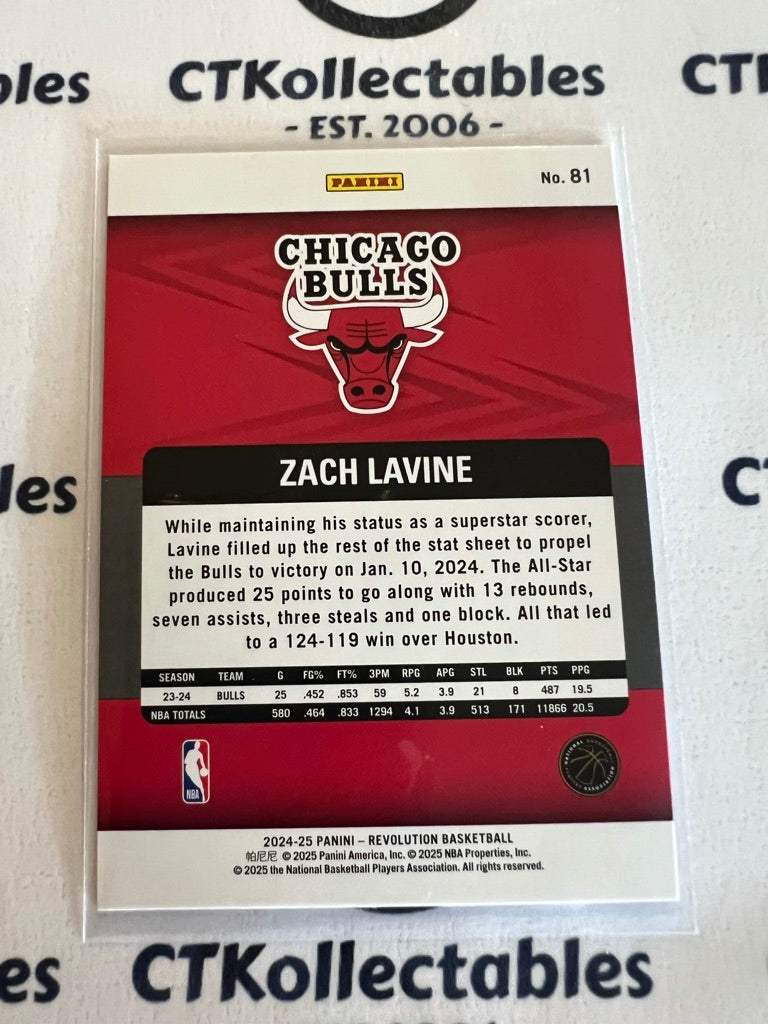 oles CTKollectables CTK
- EST. 2006 -
PANINI
No. 81
CHICAGO
BULLS
ZACH LAVINE
While maintaining his status as a superstar scorer,
Lavine filled up the rest of the stat sheet to propel
the Bulls to victory on Jan. 10, 2024. The All-Star
produced 25 points to go along with 13 rebounds,
seven assists, three steals and one block. All that led
to a 124-119 win over Houston.
SEASON TEAM G FG% FT% 3PM RPG APG STL BLK PTS PPG
23-24 BULLS 25 .452 .853 59 5.2 3.9 21 8 487 19.5
NBA TOTALS 580 .464 .833 1294 4.1 3.9 513 171 11866 20.5
les
CT
NBA
NATIONAL BASKETBALL PLAYERS ASSOCIATION
2024-25 PANINI – REVOLUTION BASKETBALL
帕尼尼 © 2025 Panini America, Inc. © 2025 NBA Properties, Inc.
© 2025 the National Basketball Players Association. All rights reserved.
es CTKollectables CT